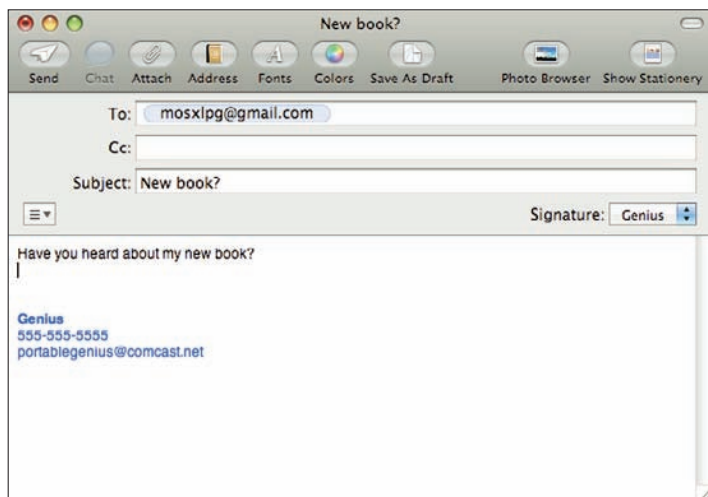 New book?
Send Chat Attach Address Fonts Colors Save As Draft Photo Browser Show Stationery
To: mosxlpg@gmail.com
Cc:
Subject: New book?
Signature: Genius
Have you heard about my new book?
Genius
555-555-5555
portablegenius@comcast.net